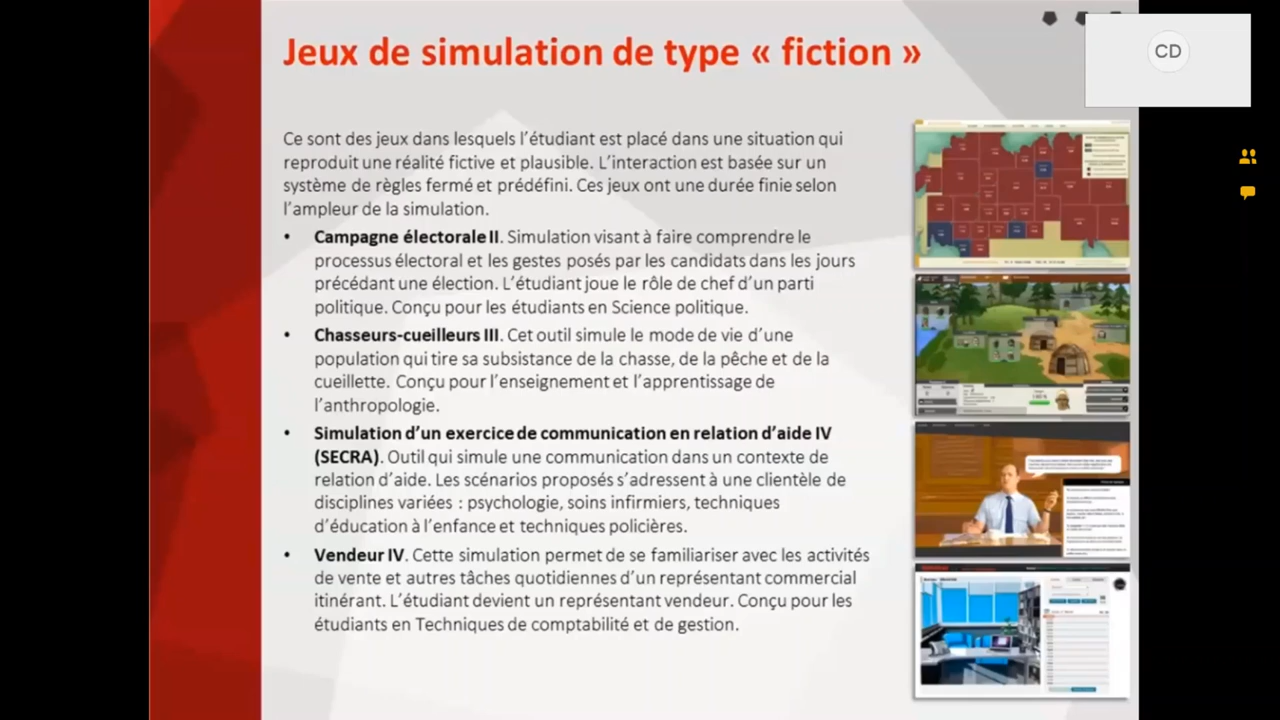 Jeux de simulation de type « fiction »
CD
Ce sont des jeux dans lesquels l’étudiant est placé dans une situation qui
reproduit une réalité fictive et plausible. L’interaction est basée sur un
système de règles fermé et prédéfini. Ces jeux ont une durée finie selon
l’ampleur de la simulation.
• Campagne électorale II. Simulation visant à faire comprendre le
processus électoral et les gestes posés par les candidats dans les jours
précédant une élection. L’étudiant joue le rôle de chef d’un parti
politique. Conçu pour les étudiants en Science politique.
• Chasseurs-cueilleurs III. Cet outil simule le mode de vie d’une
population qui tire sa subsistance de la chasse, de la pêche et de la
cueillette. Conçu pour l’enseignement et l’apprentissage de
l’anthropologie.
• Simulation d’un exercice de communication en relation d’aide IV
(SECRA). Outil qui simule une communication dans un contexte de
relation d’aide. Les scénarios proposés s’adressent à une clientèle de
disciplines variées : psychologie, soins infirmiers, techniques
d’éducation à l’enfance et techniques policières.
• Vendeur IV. Cette simulation permet de se familiariser avec les activités
de vente et autres tâches quotidiennes d’un représentant commercial
itinérant. L’étudiant devient un représentant vendeur. Conçu pour les
étudiants en Techniques de comptabilité et de gestion.